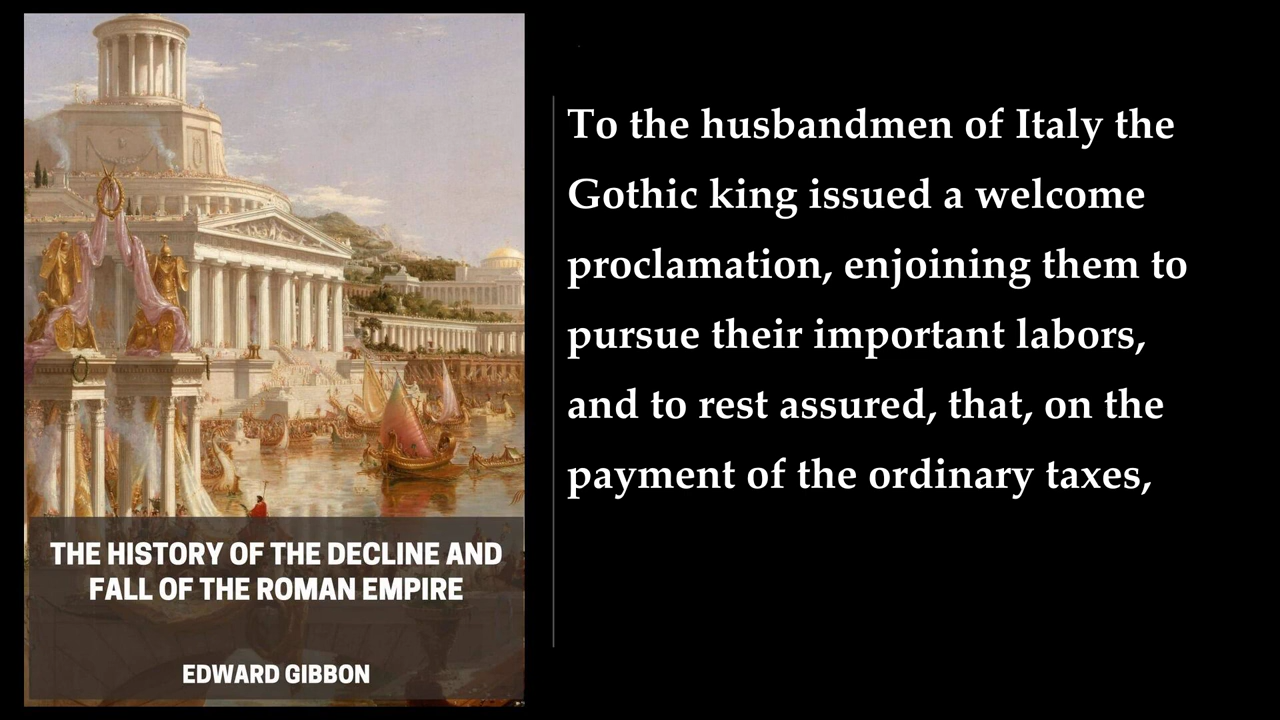 THE HISTORY OF THE DECLINE AND
FALL OF THE ROMAN EMPIRE
EDWARD GIBBON
To the husbandmen of Italy the
Gothic king issued a welcome
proclamation, enjoining them to
pursue their important labors,
and to rest assured, that, on the
payment of the ordinary taxes,